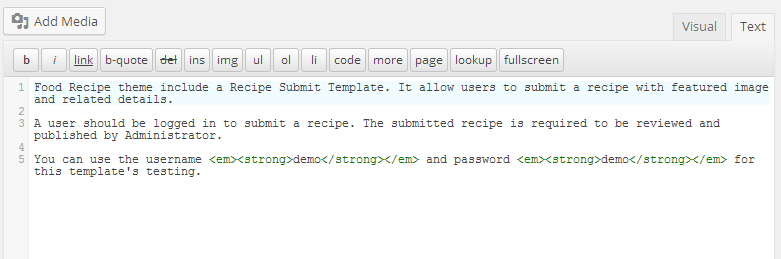 Add Media
Visual Text
b i link b-quote del ins img ul ol li code more page lookup fullscreen
1 Food Recipe theme include a Recipe Submit Template. It allow users to submit a recipe with featured image
and related details.
2
3 A user should be logged in to submit a recipe. The submitted recipe is required to be reviewed and
published by Administrator.
4
5 You can use the username <em><strong>demo</strong></em> and password <em><strong>demo</strong></em> for
this template's testing.